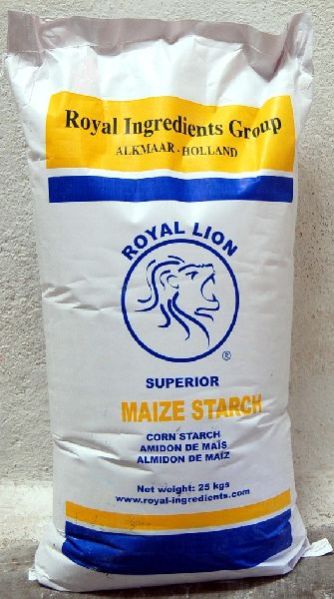 Royal Ingredients Group
ALKMAAR - HOLLAND
ROYAL LION
®
SUPERIOR
MAIZE STARCH
CORN STARCH
AMIDON DE MAÏS
ALMIDON DE MAÍZ
Net weight: 25 kgs
www.royal-ingredients.com